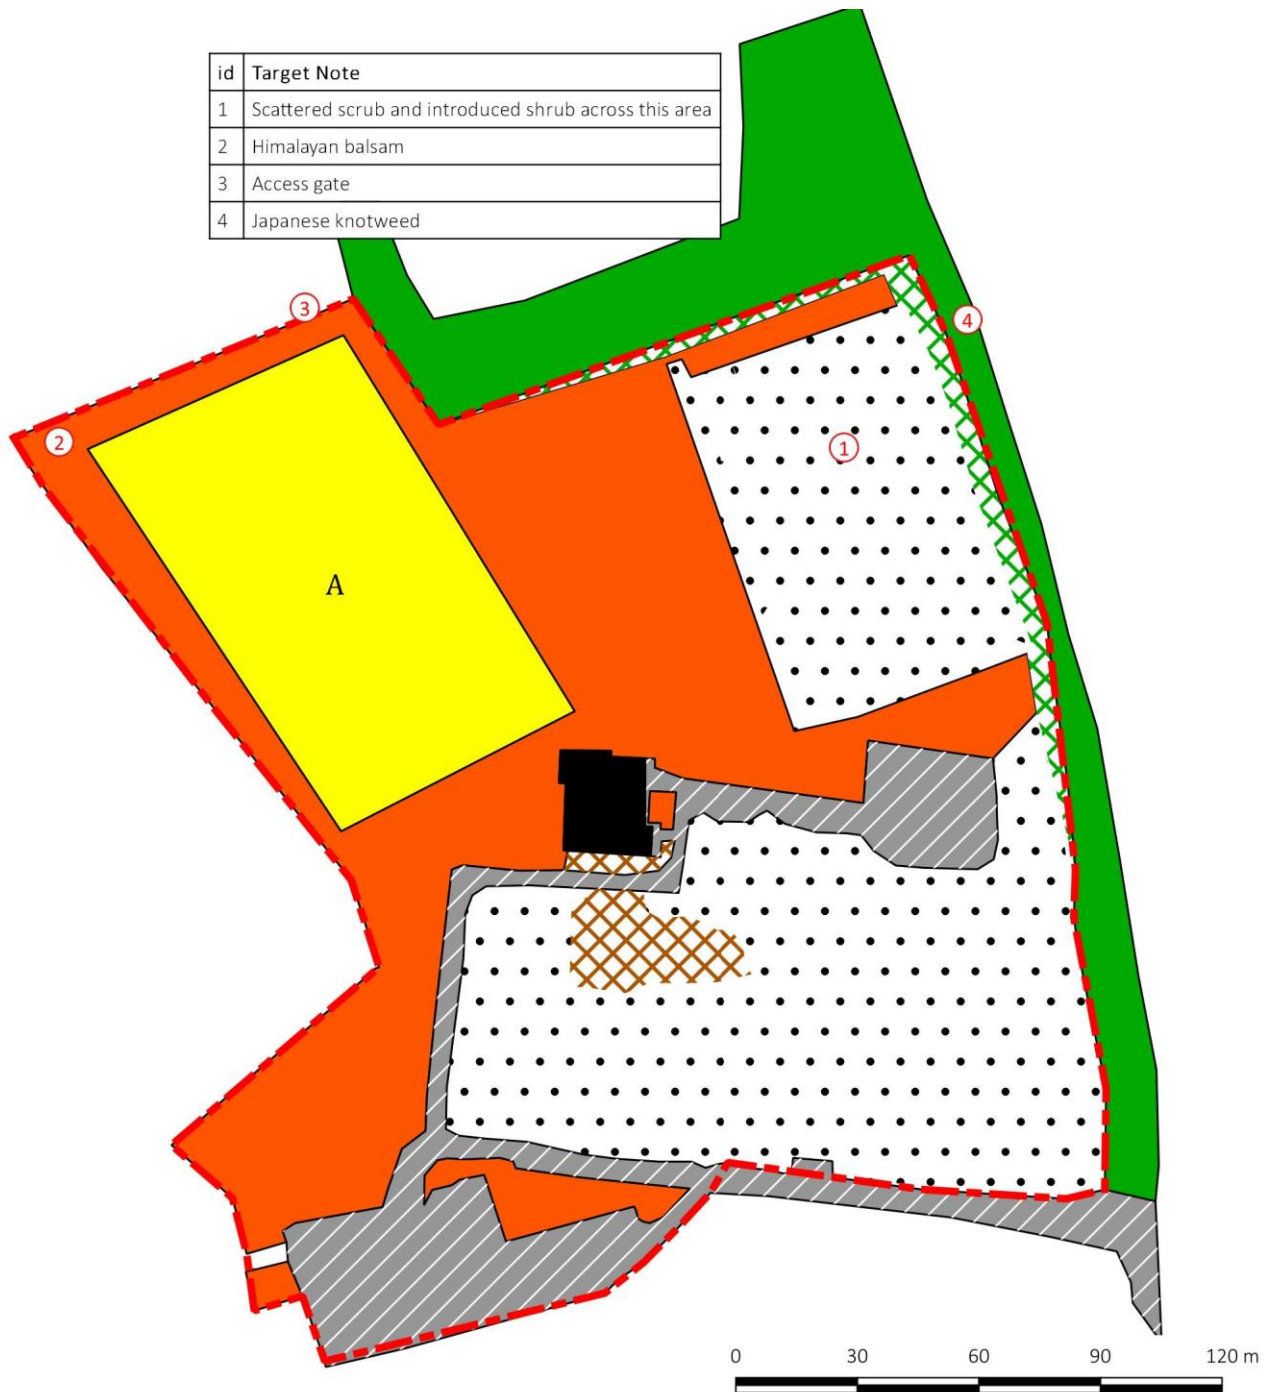 id Target Note
1 Scattered scrub and introduced shrub across this area
2 Himalayan balsam
3 Access gate
4 Japanese knotweed
3
4
2
1
A
0 30 60 90 120 m